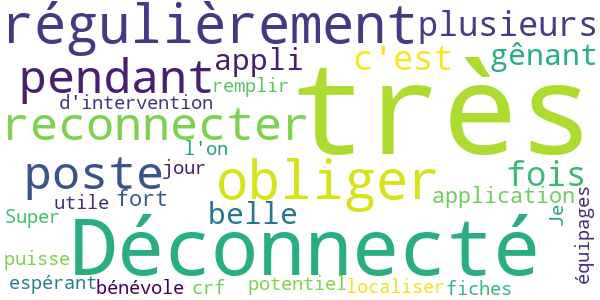 régulièrement plusieurs
pendant appli c'est gênant
remplir
d'intervention très
reconnecter
l'on
poste jour obliger fois
utile fort application
Super belle Je
Déconnecté équipages
puisse
espérant bénévole crf potentiel localiser fiches